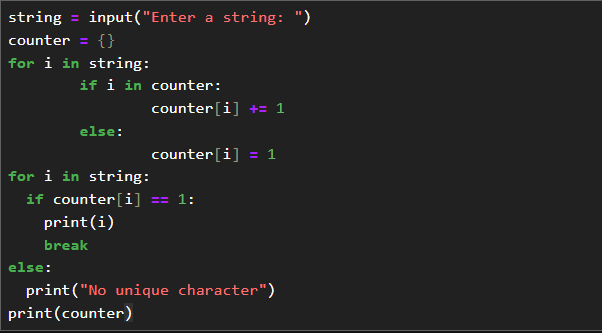 string = input("Enter a string: ")
counter = {}
for i in string:
        if i in counter:
                counter[i] += 1
        else:
                counter[i] = 1
for i in string:
  if counter[i] == 1:
    print(i)
    break
else:
  print("No unique character")
print(counter)